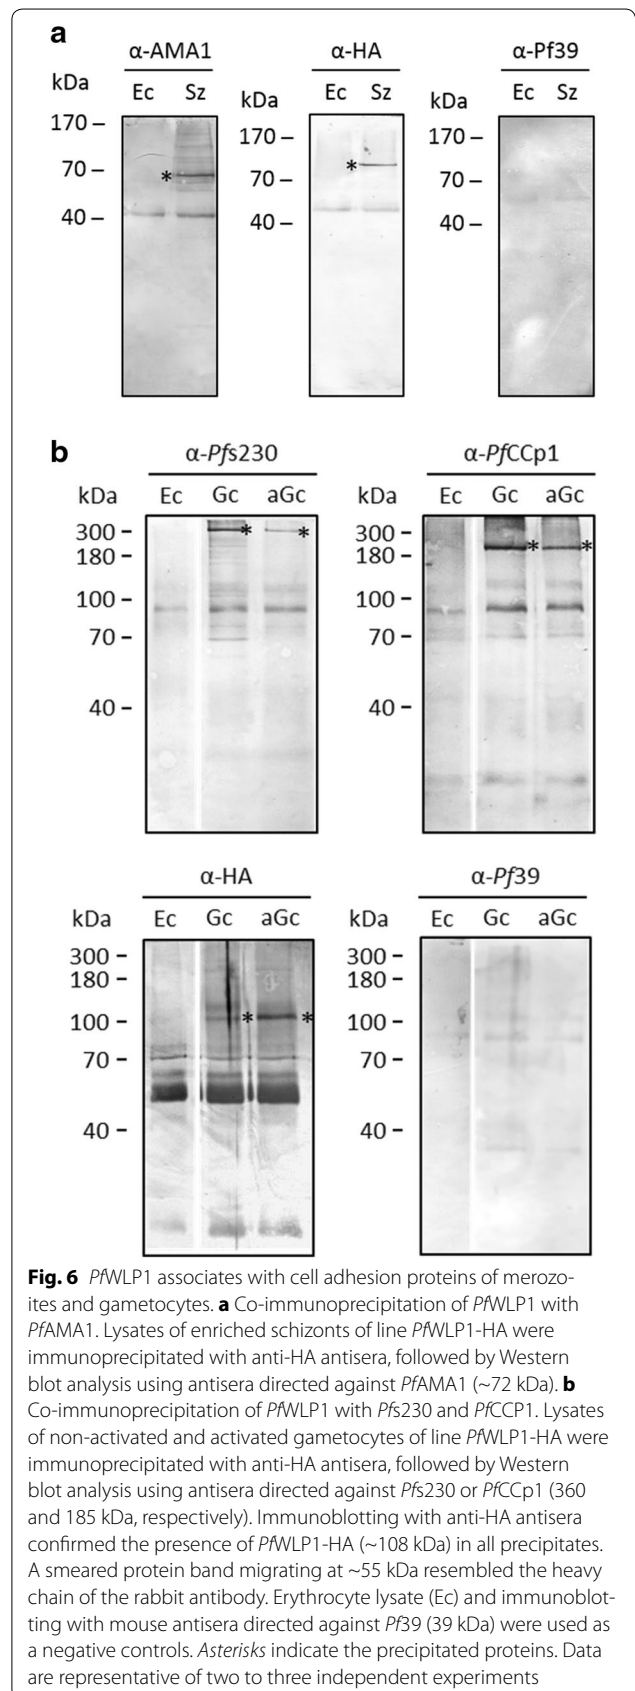 a
α-AMA1 α-HA α-Pf39
kDa Ec Sz kDa Ec Sz kDa Ec Sz
170 – 170 – 170 –
70 – * * 70 – 70 –
40 – 40 – 40 –
b
α-Pfs230 α-PfCCp1
kDa Ec Gc aGc kDa Ec Gc aGc
300 – * * 300 – * *
180 – 180 –
100 – 100 –
70 – 70 –
40 – 40 –
α-HA α-Pf39
kDa Ec Gc aGc kDa Ec Gc aGc
300 – 300 –
180 – 180 –
100 – * * 100 –
70 – 70 –
40 – 40 –
Fig. 6 PfWLP1 associates with cell adhesion proteins of merozo-
ites and gametocytes. a Co-immunoprecipitation of PfWLP1 with
PfAMA1. Lysates of enriched schizonts of line PfWLP1-HA were
immunoprecipitated with anti-HA antisera, followed by Western
blot analysis using antisera directed against PfAMA1 (~72 kDa). b
Co-immunoprecipitation of PfWLP1 with Pfs230 and PfCCP1. Lysates
of non-activated and activated gametocytes of line PfWLP1-HA were
immunoprecipitated with anti-HA antisera, followed by Western
blot analysis using antisera directed against Pfs230 or PfCCp1 (360
and 185 kDa, respectively). Immunoblotting with anti-HA antisera
confirmed the presence of PfWLP1-HA (~108 kDa) in all precipitates.
A smeared protein band migrating at ~55 kDa resembled the heavy
chain of the rabbit antibody. Erythrocyte lysate (Ec) and immunoblot-
ting with mouse antisera directed against Pf39 (39 kDa) were used as
a negative controls. Asterisks indicate the precipitated proteins. Data
are representative of two to three independent experiments